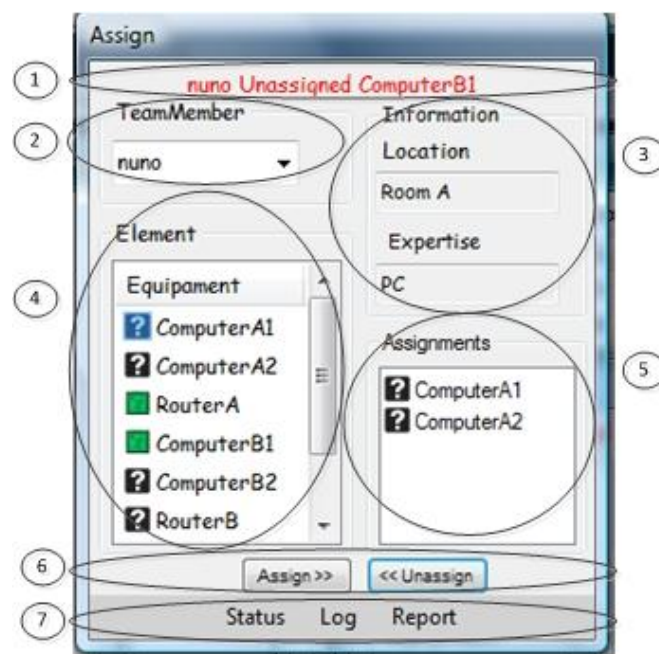 Assign
1
nuno Unassigned ComputerB1
2
TeamMember
nuno
3
Information
Location
Room A
Expertise
PC
4
Element
Equipament
? ComputerA1
? ComputerA2
RouterA
ComputerB1
? ComputerB2
? RouterB
5
Assignments
? ComputerA1
? ComputerA2
6
Assign >>
<< Unassign
7
Status Log Report